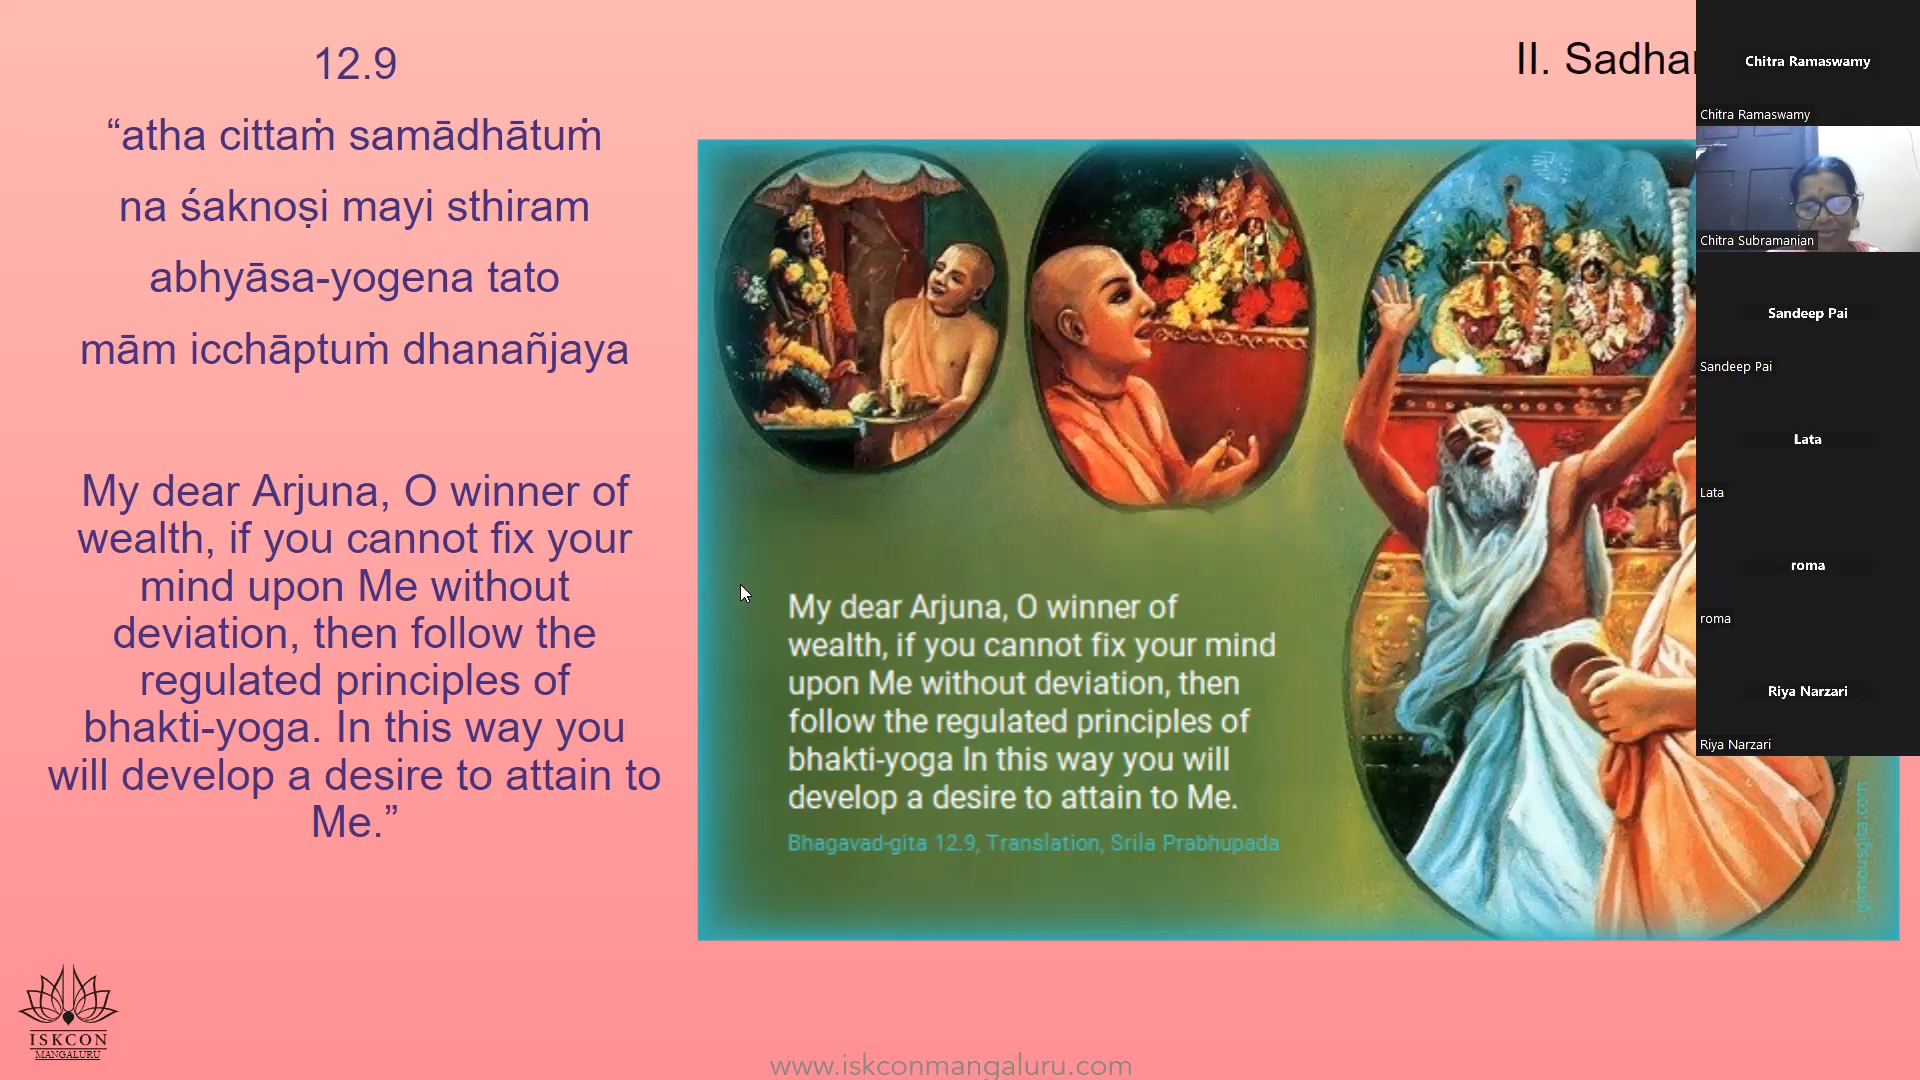 12.9
“atha cittaṁ samādhātuṁ
na śaknoṣi mayi sthiram
abhyāsa-yogena tato
mām icchāptuṁ dhanañjaya
My dear Arjuna, O winner of
wealth, if you cannot fix your
mind upon Me without
deviation, then follow the
regulated principles of
bhakti-yoga. In this way you
will develop a desire to attain to
Me.”
II. Sadha
My dear Arjuna, O winner of
wealth, if you cannot fix your mind
upon Me without deviation, then
follow the regulated principles of
bhakti-yoga In this way you will
develop a desire to attain to Me.
Bhagavad-gita 12.9, Translation, Srila Prabhupada
gloriousgita.com
Chitra Ramaswamy
Chitra Ramaswamy
Chitra Subramanian
Sandeep Pai
Sandeep Pai
Lata
Lata
roma
roma
Riya Narzari
Riya Narzari
ISKCON
MANGALURU
www.iskconmangaluru.com